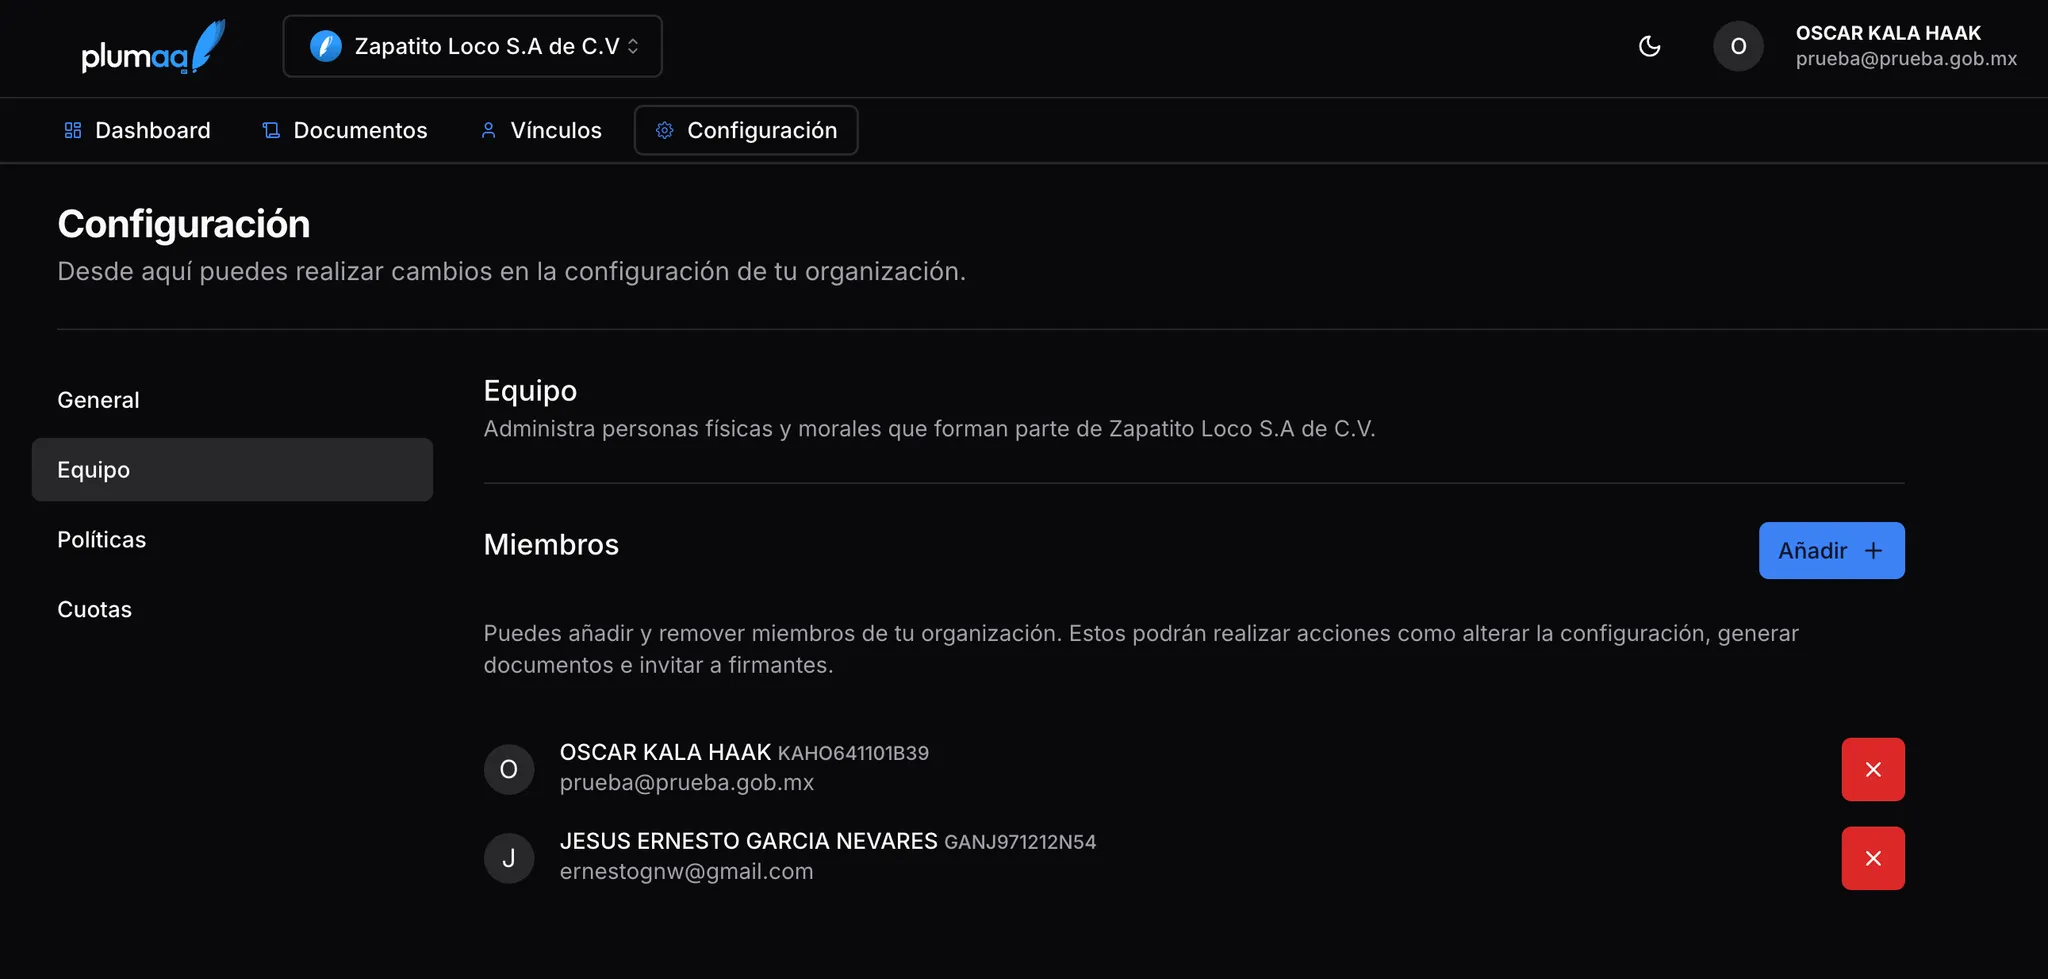 plumaa
Zapatito Loco S.A de C.V
O
OSCAR KALA HAAK
prueba@prueba.gob.mx
Dashboard
Documentos
Vínculos
Configuración
Configuración
Desde aquí puedes realizar cambios en la configuración de tu organización.
General
Equipo
Políticas
Cuotas
Equipo
Administra personas físicas y morales que forman parte de Zapatito Loco S.A de C.V.
Miembros
Añadir +
Puedes añadir y remover miembros de tu organización. Estos podrán realizar acciones como alterar la configuración, generar
documentos e invitar a firmantes.
O
OSCAR KALA HAAK KAHO641101B39
prueba@prueba.gob.mx
J
JESUS ERNESTO GARCIA NEVARES GANJ971212N54
ernestognw@gmail.com